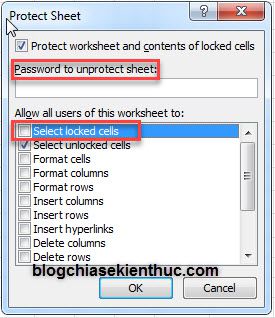 Protect Sheet
Protect worksheet and contents of locked cells
Password to unprotect sheet:
Allow all users of this worksheet to:
Select locked cells
Select unlocked cells
Format cells
Format columns
Format rows
Insert columns
Insert rows
Insert hyperlinks
Delete columns
Delete rows
blogchiasekienthuc.com
OK Cancel